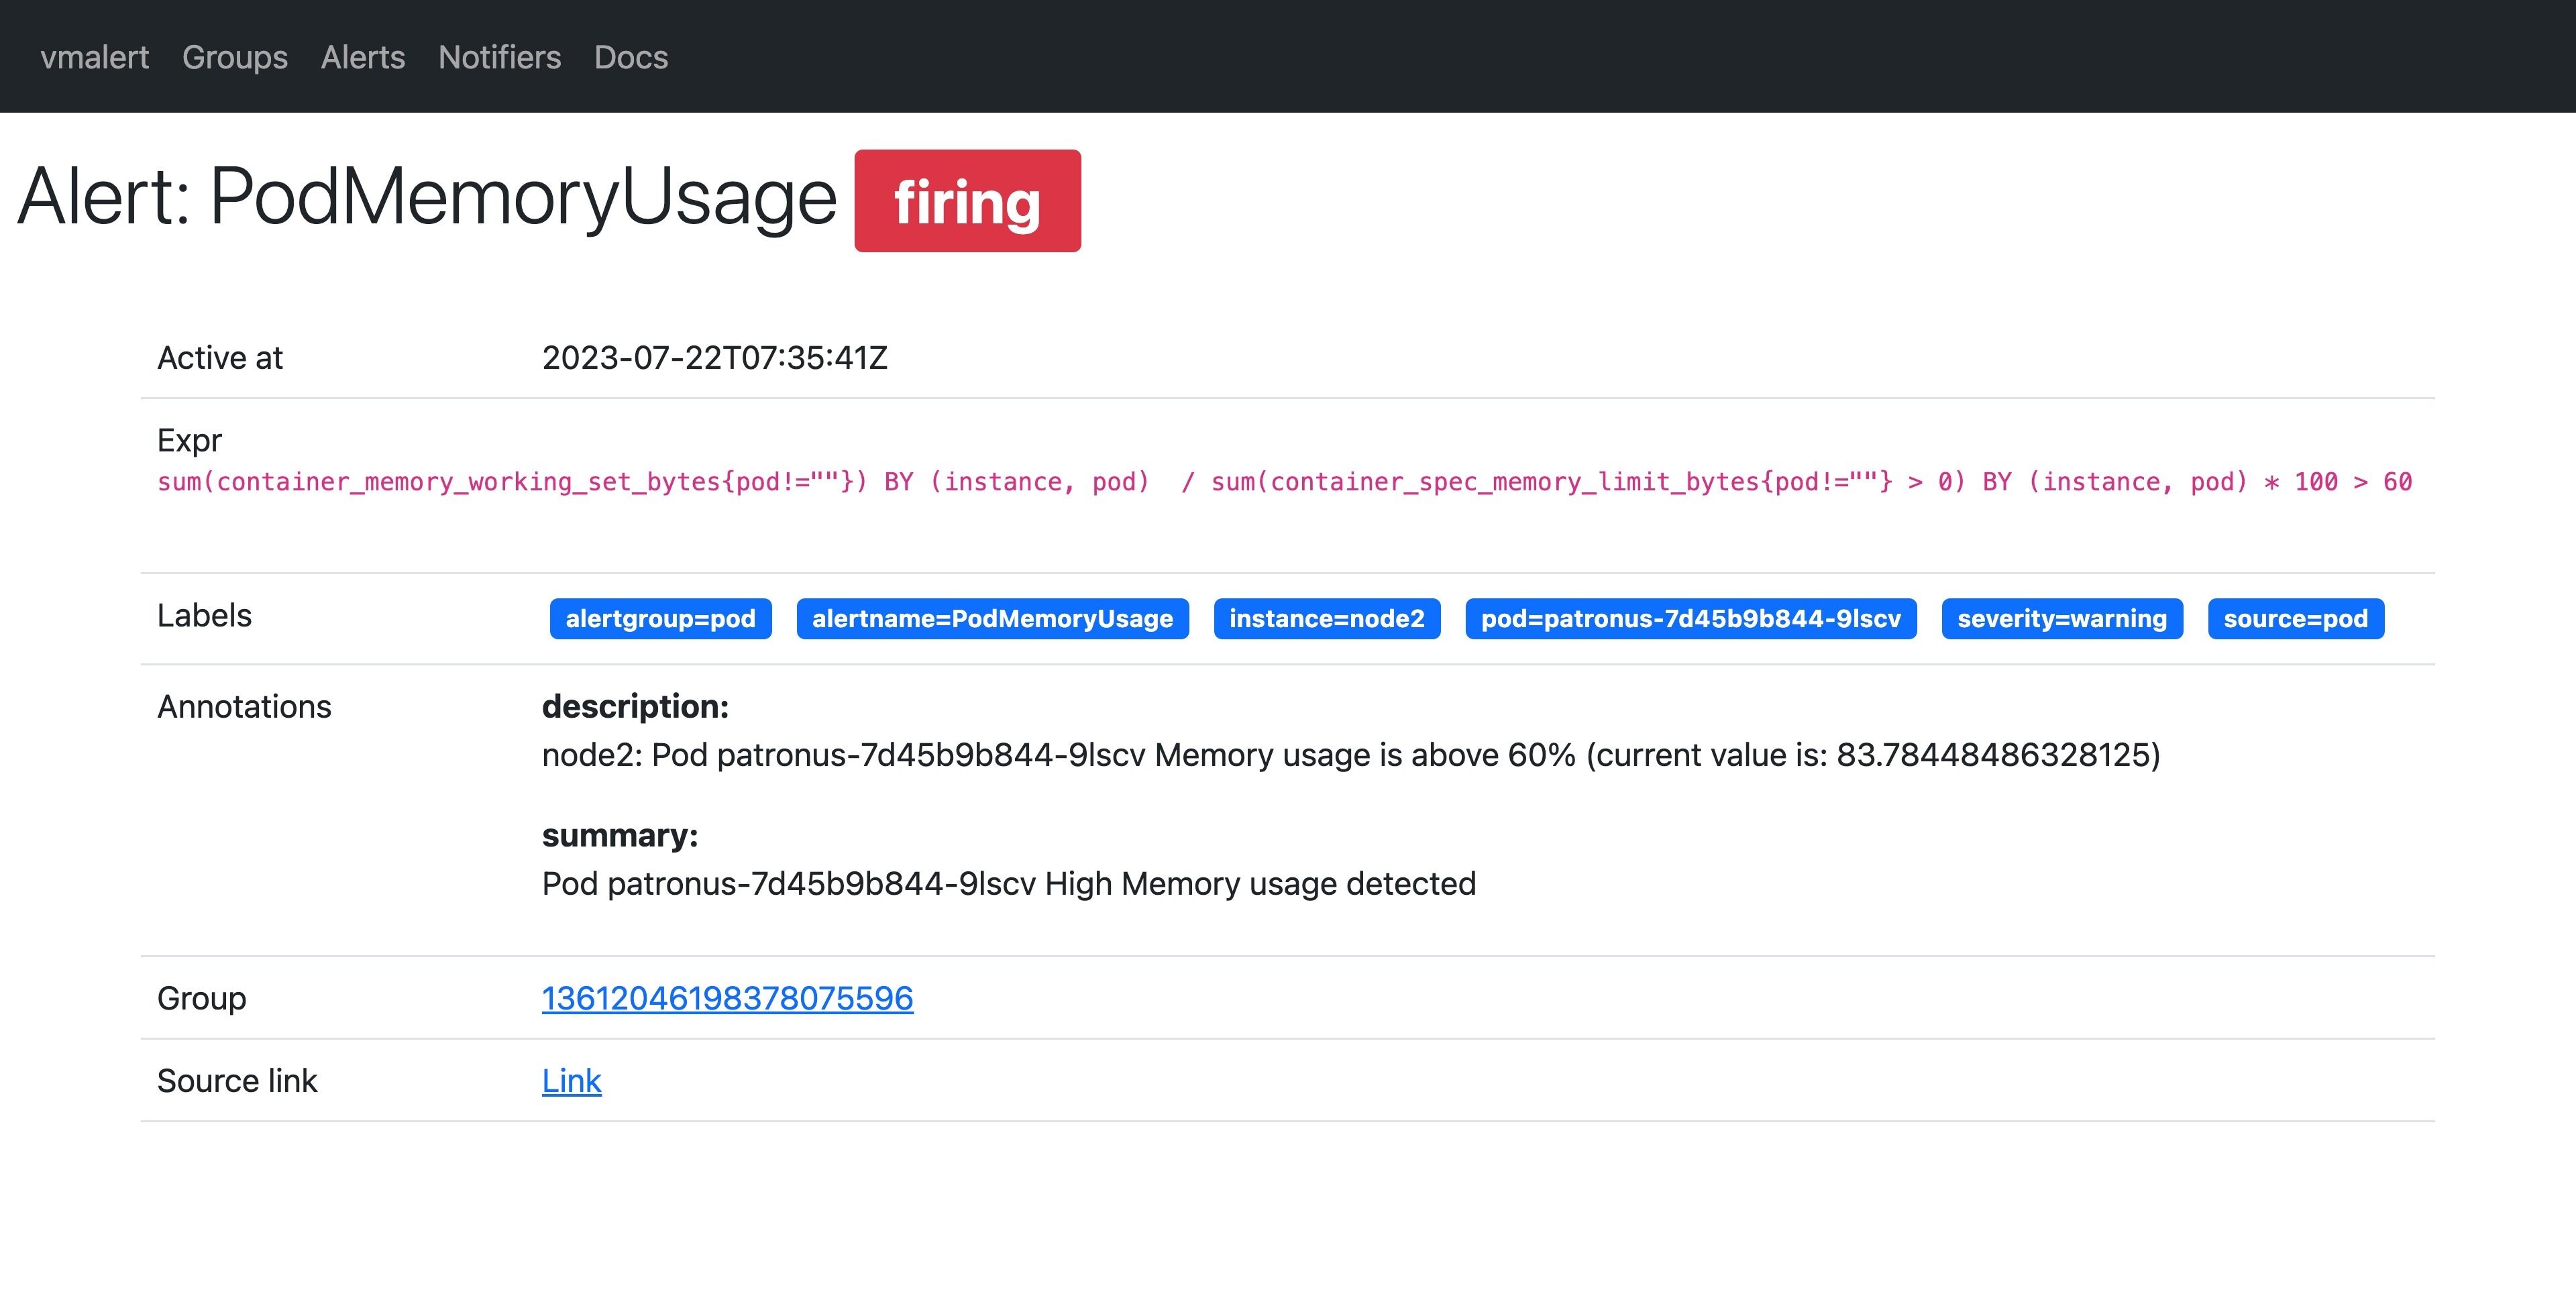 vmalert Groups Alerts Notifiers Docs
Alert: PodMemoryUsage firing
Active at 2023-07-22T07:35:41Z
Expr
sum(container_memory_working_set_bytes{pod!=""}) BY (instance, pod)  / sum(container_spec_memory_limit_bytes{pod!=""} > 0) BY (instance, pod) * 100 > 60
Labels alertgroup=pod alertname=PodMemoryUsage instance=node2 pod=patronus-7d45b9b844-9lscv severity=warning source=pod
Annotations description:
node2: Pod patronus-7d45b9b844-9lscv Memory usage is above 60% (current value is: 83.78448486328125)
summary:
Pod patronus-7d45b9b844-9lscv High Memory usage detected
Group 13612046198378075596
Source link Link